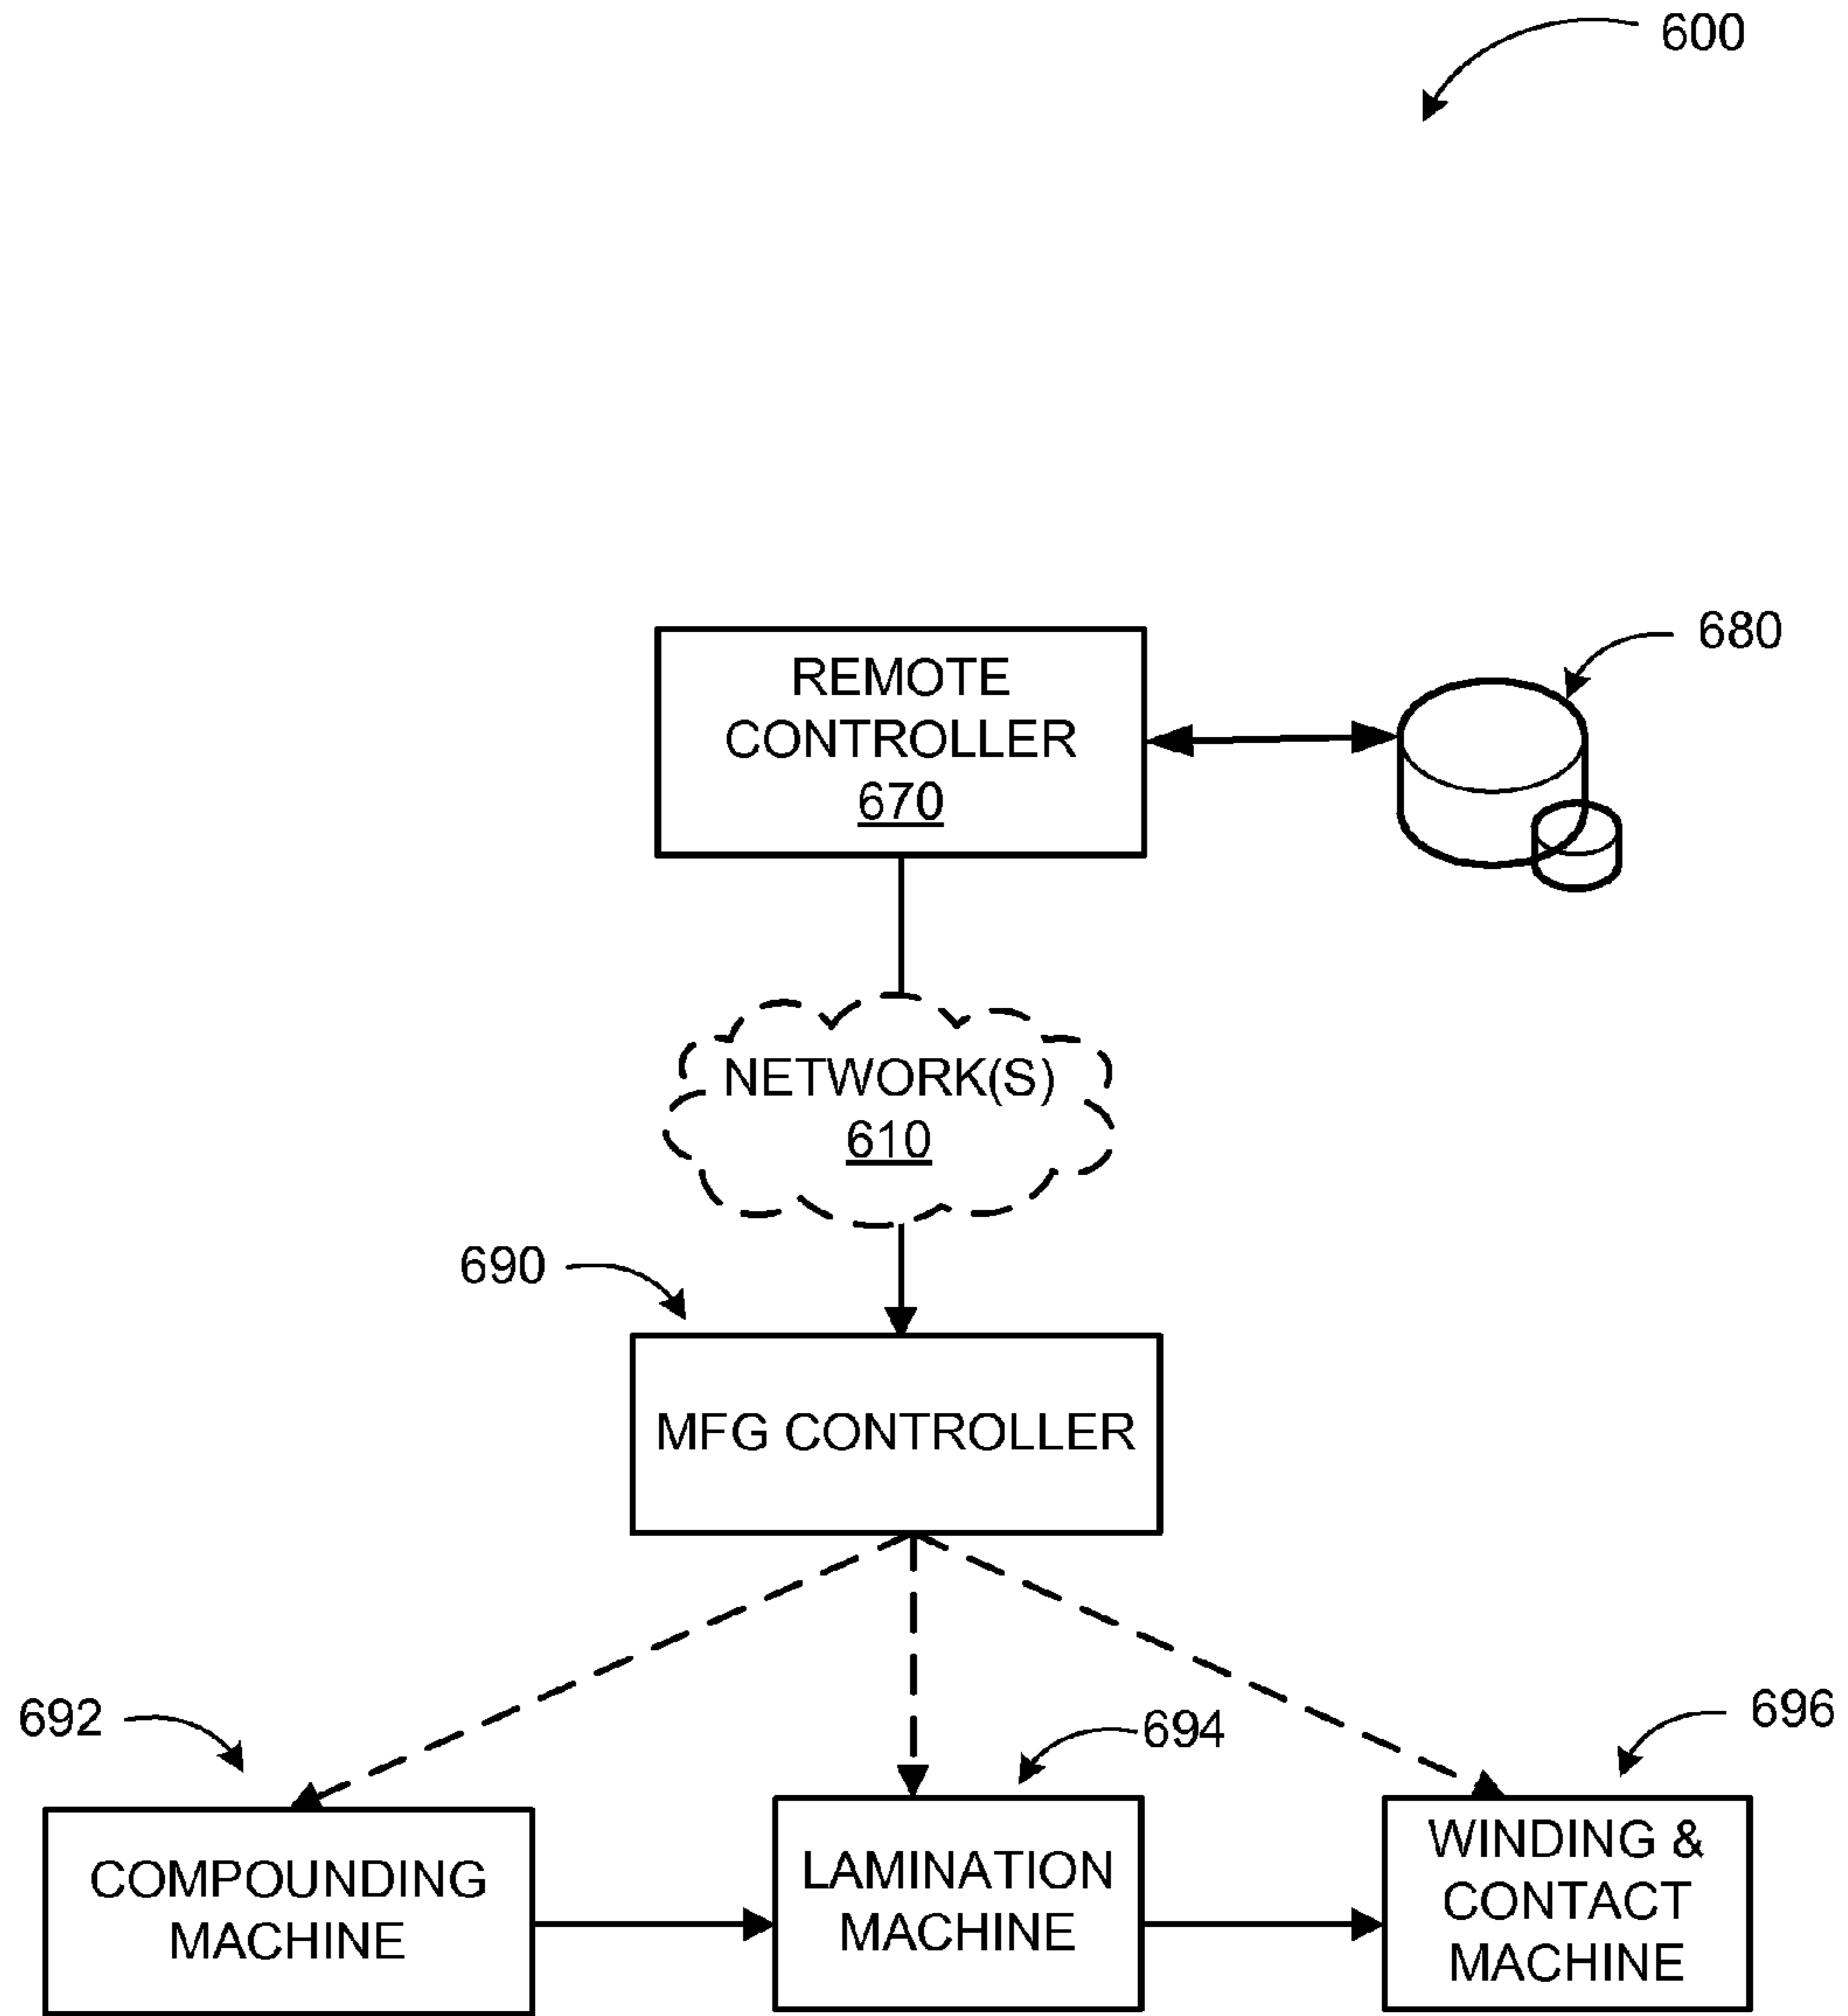 600
REMOTE
CONTROLLER
670
680
NETWORK(S)
610
690
MFG CONTROLLER
692
694
696
COMPOUNDING
MACHINE
LAMINATION
MACHINE
WINDING &
CONTACT
MACHINE